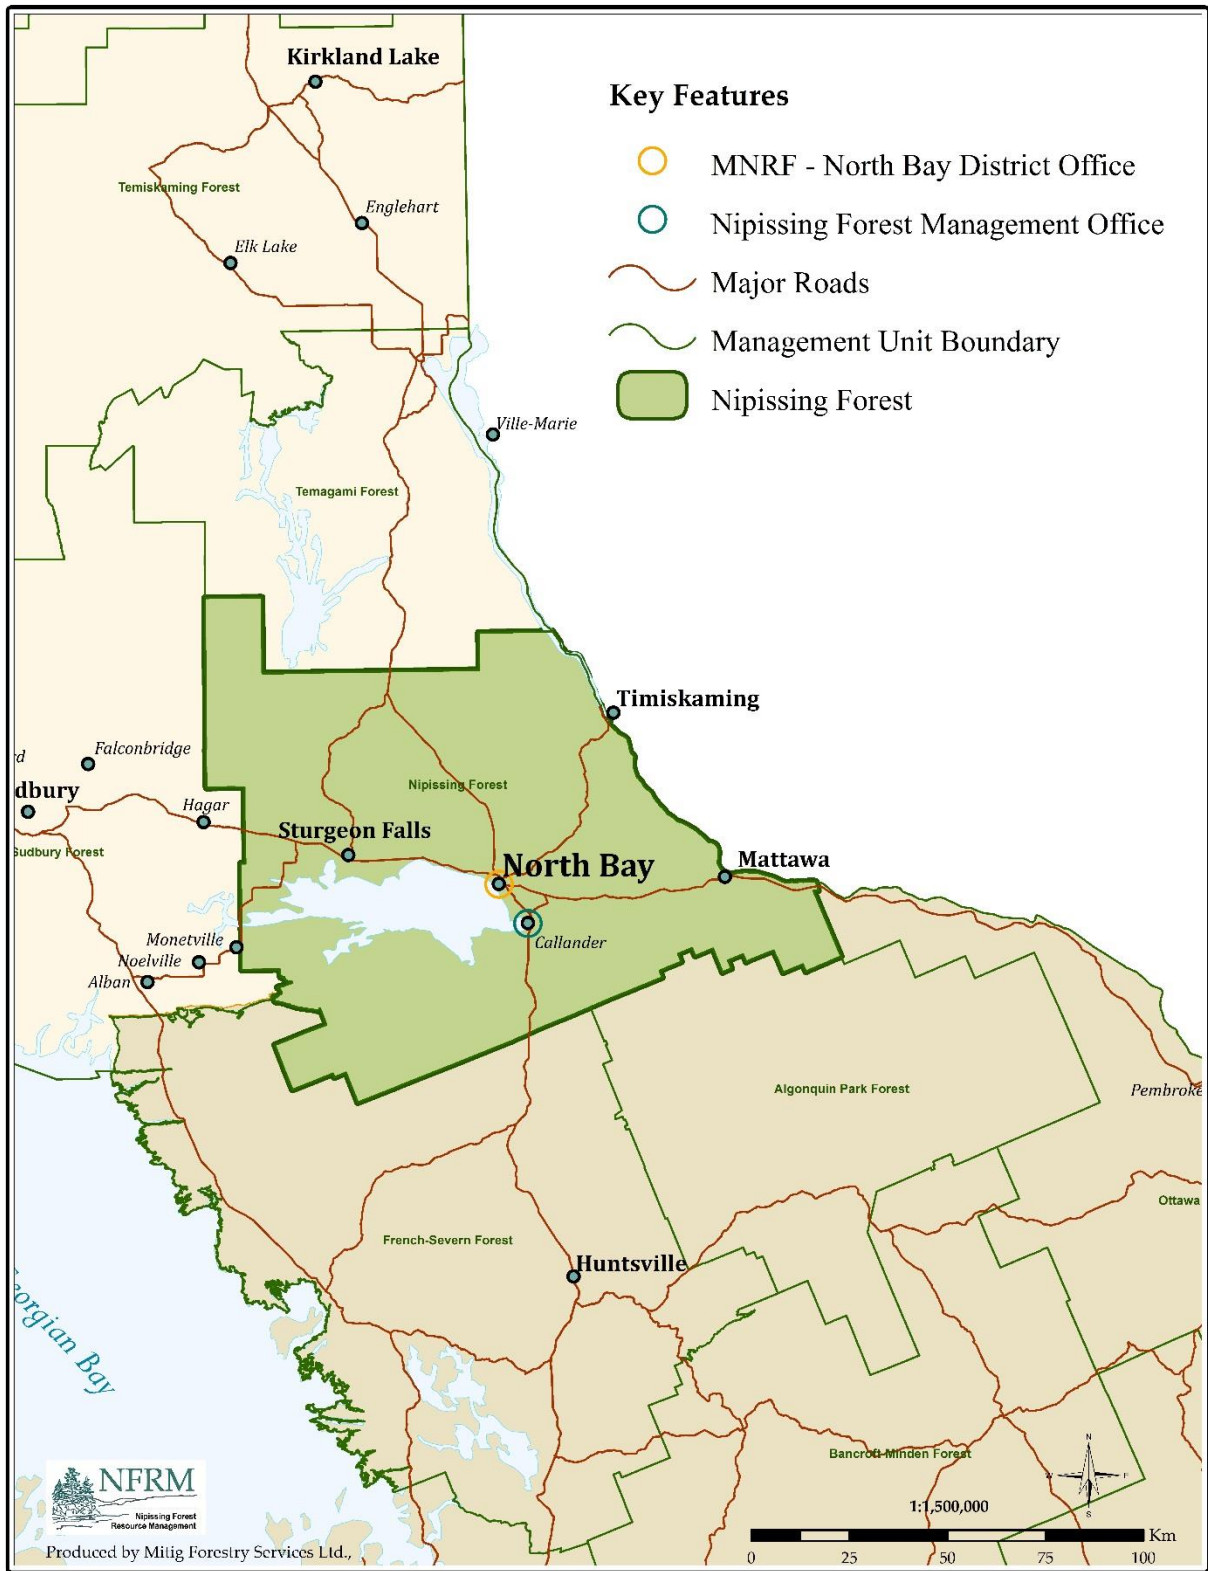 Kirkland Lake
Key Features
MNRF - North Bay District Office
Nipissing Forest Management Office
Major Roads
Management Unit Boundary
Nipissing Forest
Temiskaming Forest
Englehart
Elk Lake
Ville-Marie
Temagami Forest
Timiskaming
rd
Falconbridge
dbury
Hagar
Nipissing Forest
Sturgeon Falls
Sudbury Forest
North Bay
Mattawa
Monetville
Callander
Noelville
Alban
Algonquin Park Forest
Pembroke
Ottawa
French-Severn Forest
Huntsville
eorgian Bay
Bancroft-Minden Forest
N
W E
S
NFRM
Nipissing Forest
Resource Management
Produced by Mitig Forestry Services Ltd.,
1:1,500,000
Km
0 25 50 75 100